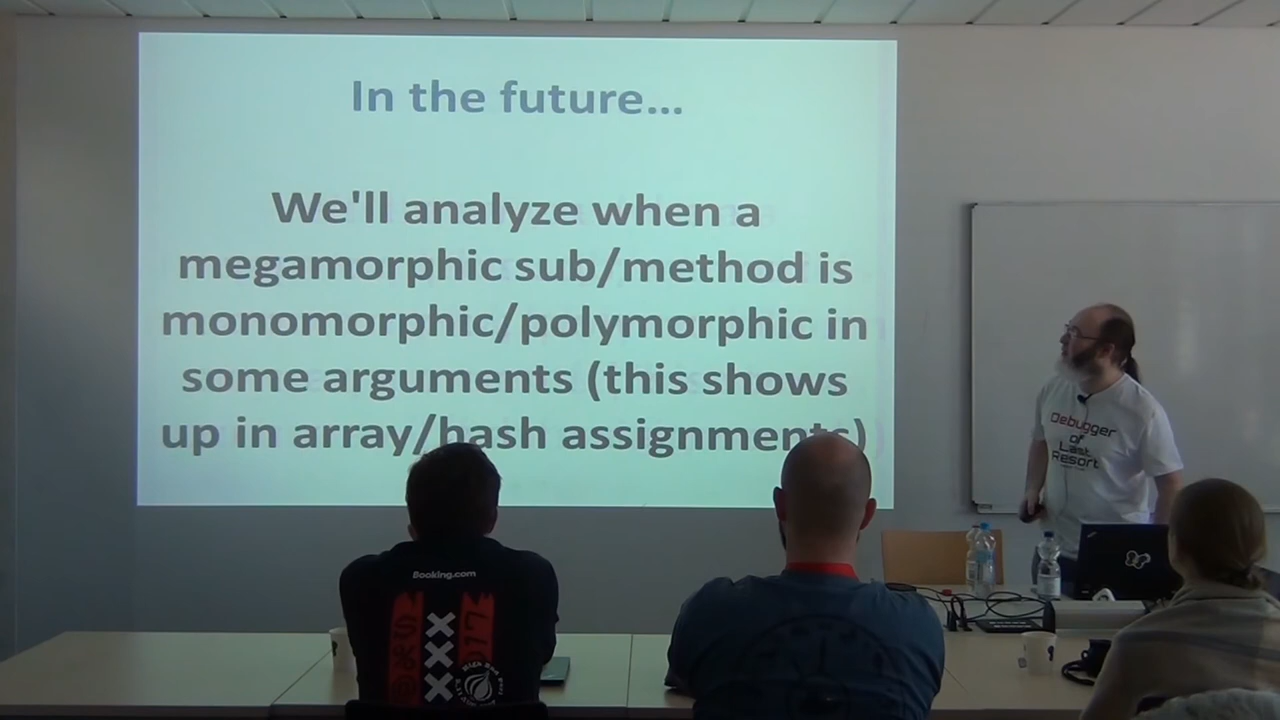 In the future...
We'll analyze when a
megamorphic sub/method is
monomorphic/polymorphic in
some arguments (this shows
up in array/hash assignments)
Debugger
of
Last
Resort
Booking.com